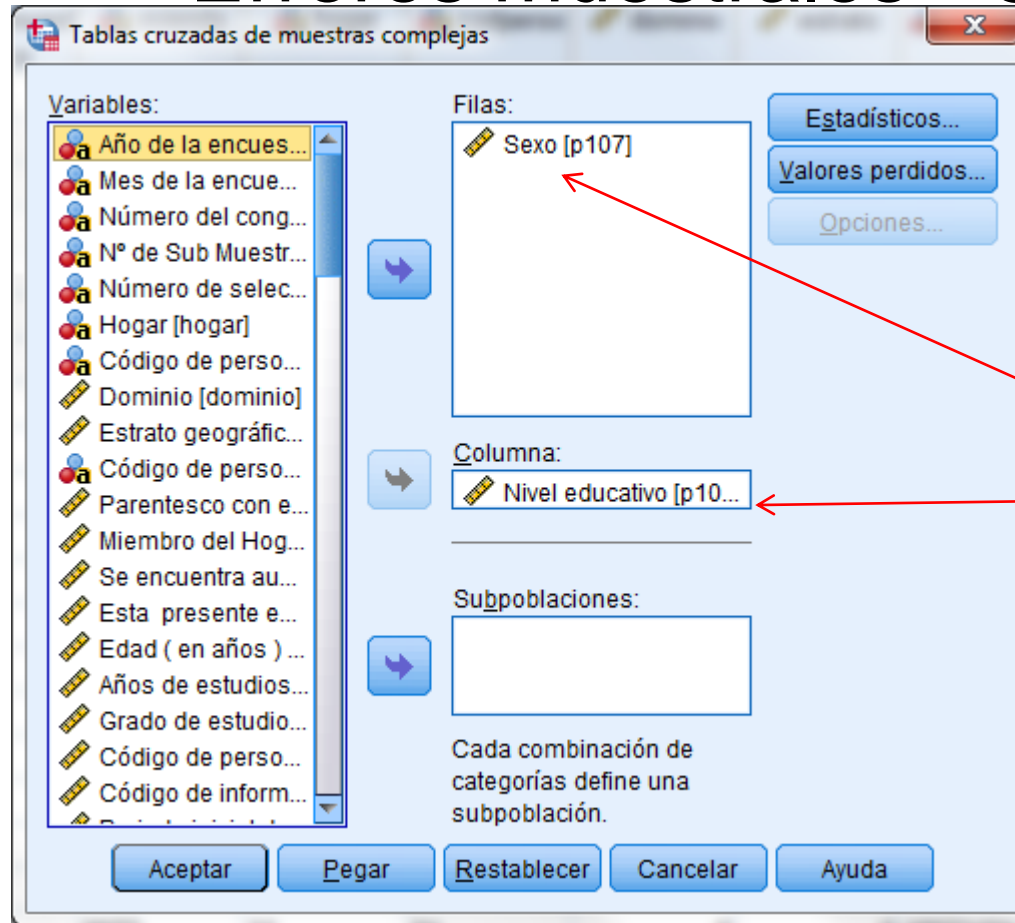 Errores muestrales
Tablas cruzadas de muestras complejas
Variables:
Año de la encues...
Mes de la encue...
Número del cong...
Nº de Sub Muestr...
Número de selec...
Hogar [hogar]
Código de perso...
Dominio [dominio]
Estrato geográfic...
Código de perso...
Parentesco con e...
Miembro del Hog...
Se encuentra au...
Esta presente e...
Edad ( en años ) ...
Años de estudios...
Grado de estudio...
Código de perso...
Código de inform...
Filas:
Sexo [p107]
Columna:
Nivel educativo [p10...
Subpoblaciones:
Cada combinación de
categorías define una
subpoblación.
Estadísticos...
Valores perdidos...
Opciones...
Aceptar
Pegar
Restablecer
Cancelar
Ayuda